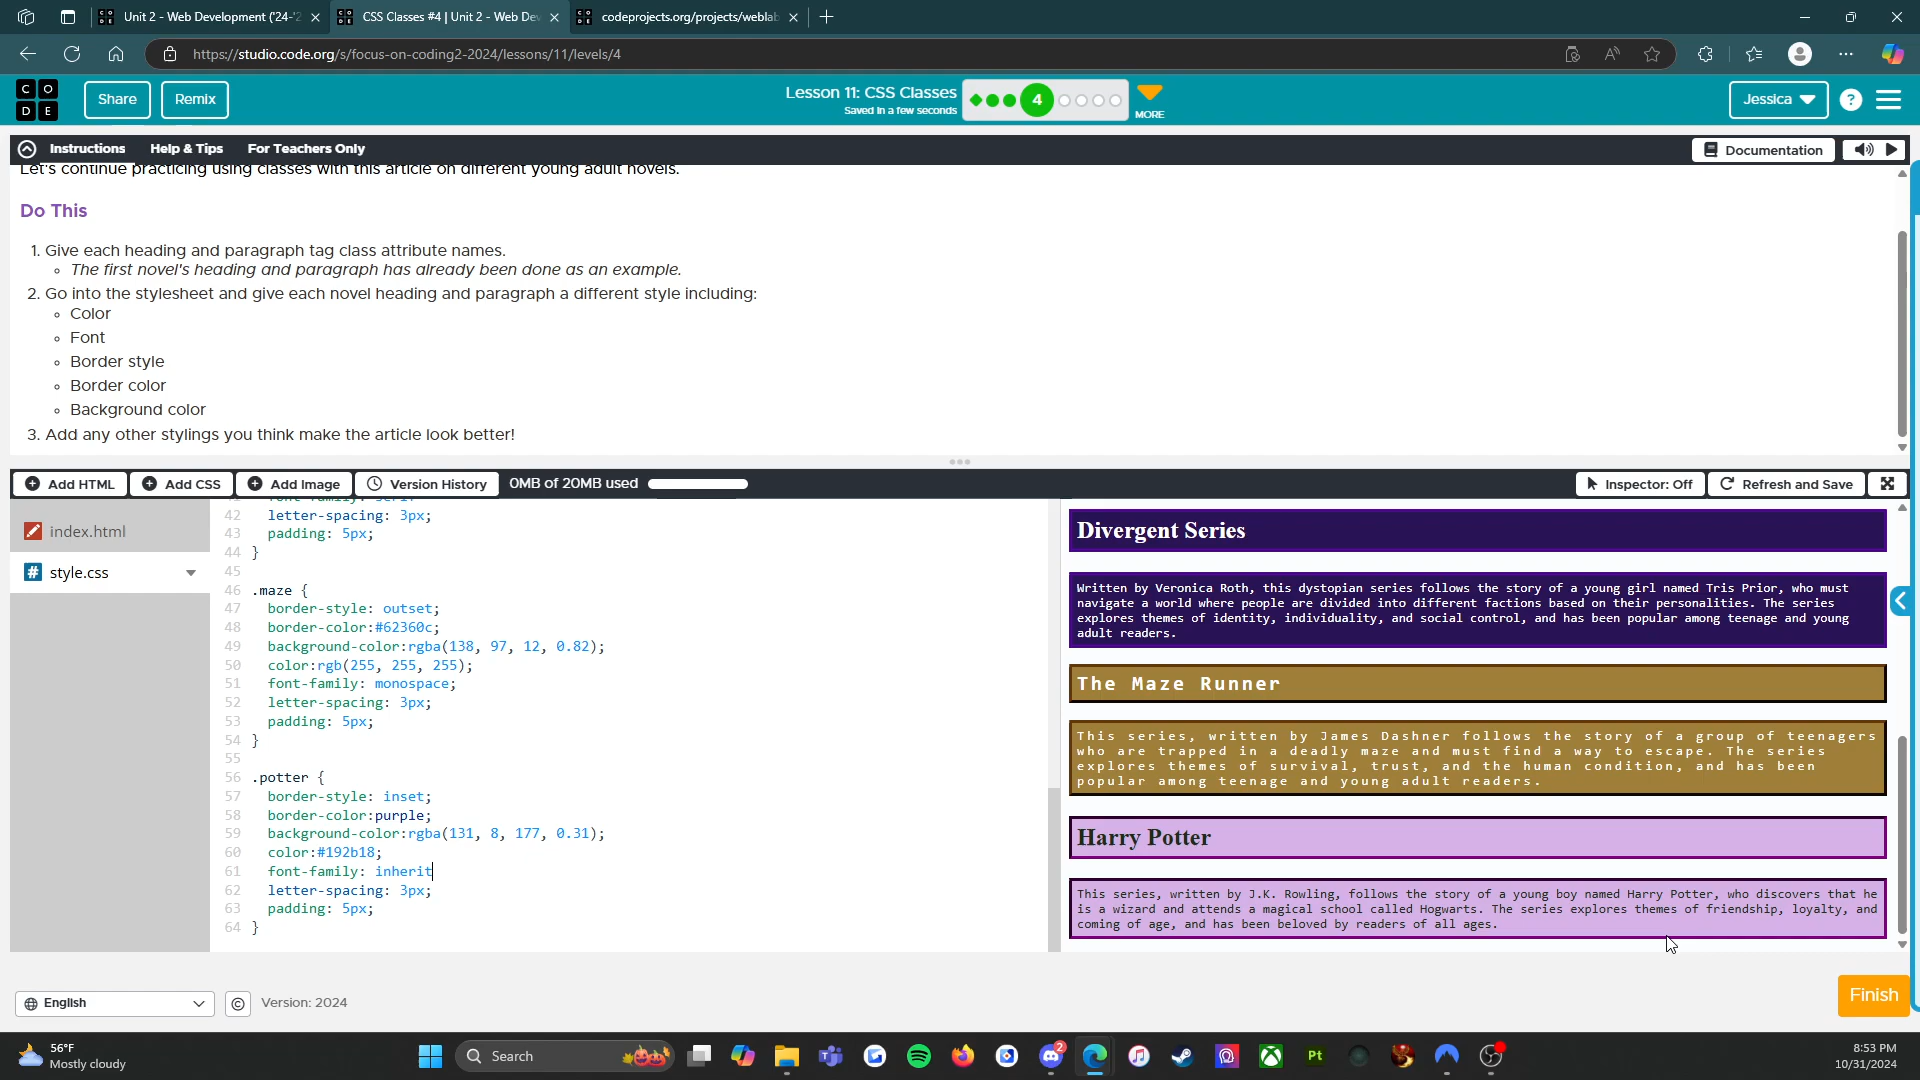 Unit 2 - Web Development ('24-'2
CSS Classes #4 | Unit 2 - Web De
codeprojects.org/projects/weblab
https://studio.code.org/s/focus-on-coding2-2024/lessons/11/levels/4
C O
D E
Share
Remix
Lesson 11: CSS Classes
Saved in a few seconds
4
MORE
Jessica
?
Instructions
Help & Tips
For Teachers Only
Documentation
Let's continue practicing using classes with this article on different young adult novels.
Do This
1. Give each heading and paragraph tag class attribute names.
The first novel's heading and paragraph has already been done as an example.
2. Go into the stylesheet and give each novel heading and paragraph a different style including:
Color
Font
Border style
Border color
Background color
3. Add any other stylings you think make the article look better!
Add HTML
Add CSS
Add Image
Version History
0MB of 20MB used
Inspector: Off
Refresh and Save
index.html
# style.css
41 font-family: serif
42 letter-spacing: 3px;
43 padding: 5px;
44 }
45
46 .maze {
47 border-style: outset;
48 border-color:#62360c;
49 background-color:rgba(138, 97, 12, 0.82);
50 color:rgb(255, 255, 255);
51 font-family: monospace;
52 letter-spacing: 3px;
53 padding: 5px;
54 }
55
56 .potter {
57 border-style: inset;
58 border-color:purple;
59 background-color:rgba(131, 8, 177, 0.31);
60 color:#192b18;
61 font-family: inherit
62 letter-spacing: 3px;
63 padding: 5px;
64 }
Divergent Series
Written by Veronica Roth, this dystopian series follows the story of a young girl named Tris Prior, who must
navigate a world where people are divided into different factions based on their personalities. The series
explores themes of identity, individuality, and social control, and has been popular among teenage and young
adult readers.
The Maze Runner
This series, written by James Dashner follows the story of a group of teenagers
who are trapped in a deadly maze and must find a way to escape. The series
explores themes of survival, trust, and the human condition, and has been
popular among teenage and young adult readers.
Harry Potter
This series, written by J.K. Rowling, follows the story of a young boy named Harry Potter, who discovers that he
is a wizard and attends a magical school called Hogwarts. The series explores themes of friendship, loyalty, and
coming of age, and has been beloved by readers of all ages.
English
©
Version: 2024
Finish
56°F
Mostly cloudy
Search
2
Pt
8:53 PM
10/31/2024